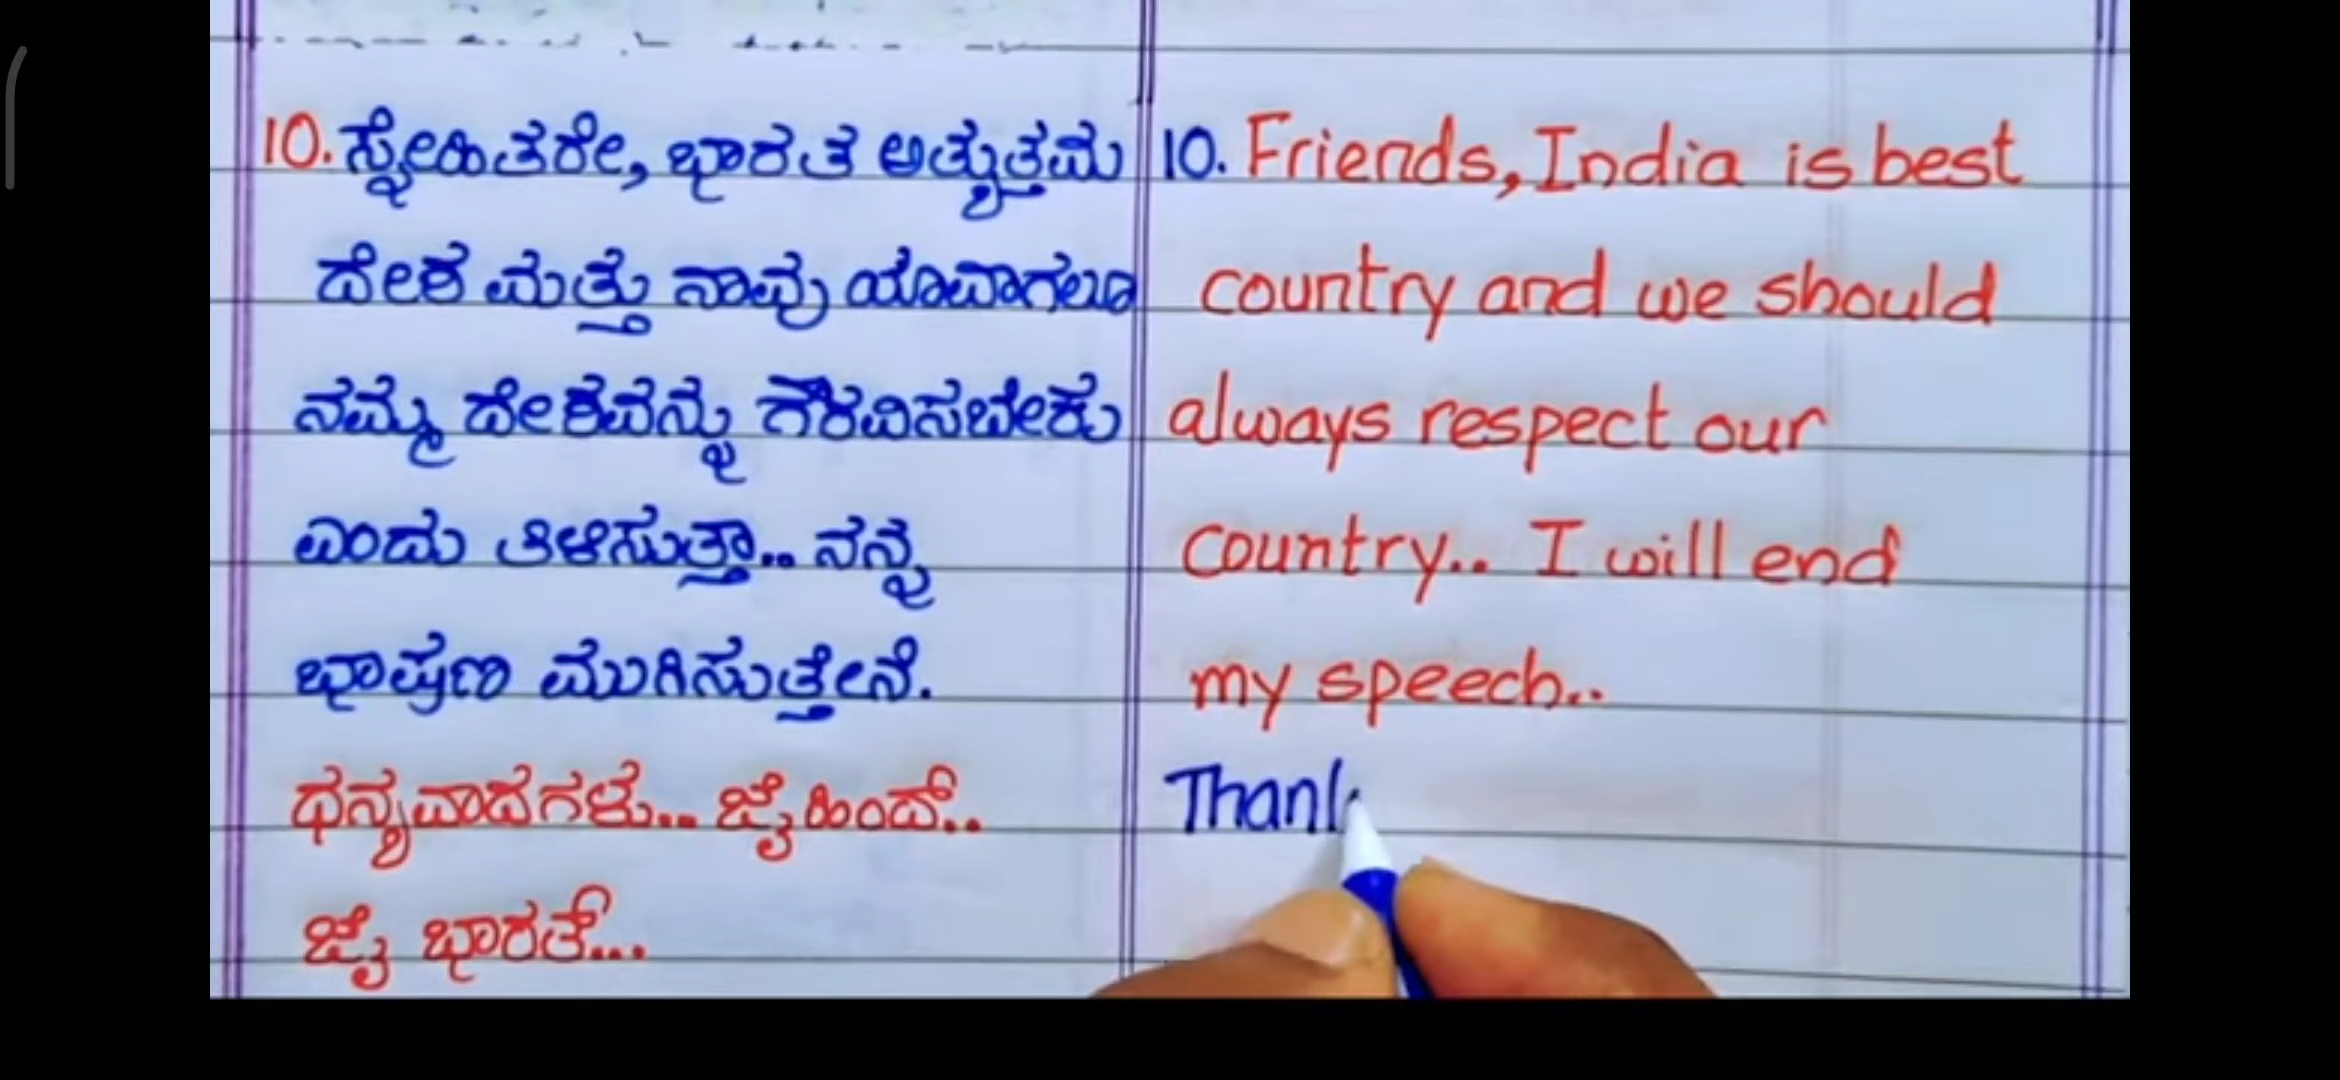 10. ಸ್ನೇಹಿತರೇ, ಭಾರತ ಅತ್ಯುತ್ತಮ
ದೇಶ ಮತ್ತು ನಾವು ಯಾವಾಗಲೂ
ನಮ್ಮ ದೇಶವನ್ನು ಗೌರವಿಸಬೇಕು
ಎಂದು ತಿಳಿಸುತ್ತಾ.. ನನ್ನ
ಭಾಷಣ ಮುಗಿಸುತ್ತೇನೆ.
ಧನ್ಯವಾದಗಳು... ಜೈ ಹಿಂದ್..
ಜೈ ಭಾರತ್...
10. Friends, India is best
country and we should
always respect our
country.. I will end
my speech..
Thank